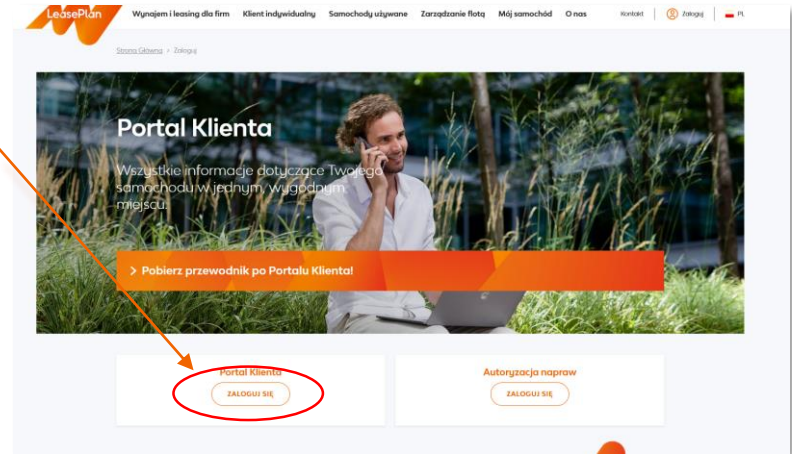 LeasePlan
Wynajem i leasing dla firm Klient indywidualny Samochody używane Zarządzanie flotą Mój samochód O nas Kontakt Zaloguj PL
Strona Główna > Zaloguj
Portal Klienta
Wszystkie informacje dotyczące Twojego
samochodu w jednym, wygodnym
miejscu.
> Pobierz przewodnik po Portalu Klienta!
Portal Klienta
ZALOGUJ SIĘ
Autoryzacja napraw
ZALOGUJ SIĘ